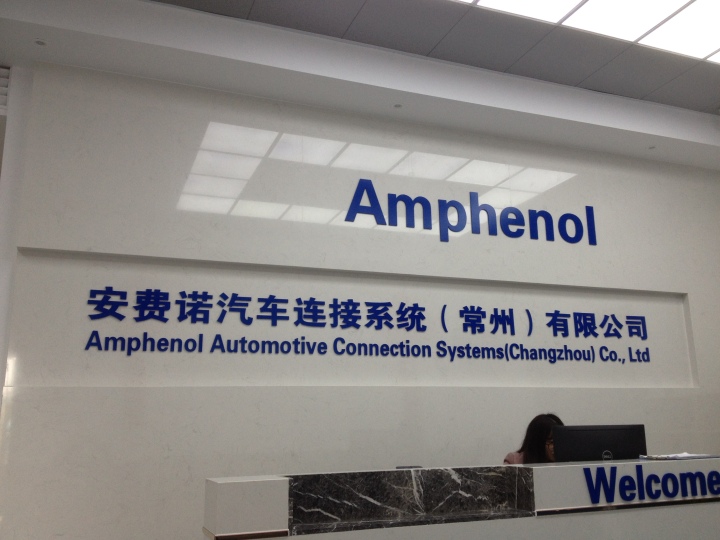 Amphenol
安费诺汽车连接系统（常州）有限公司
Amphenol Automotive Connection Systems(Changzhou) Co., Ltd
DELL
Welcome